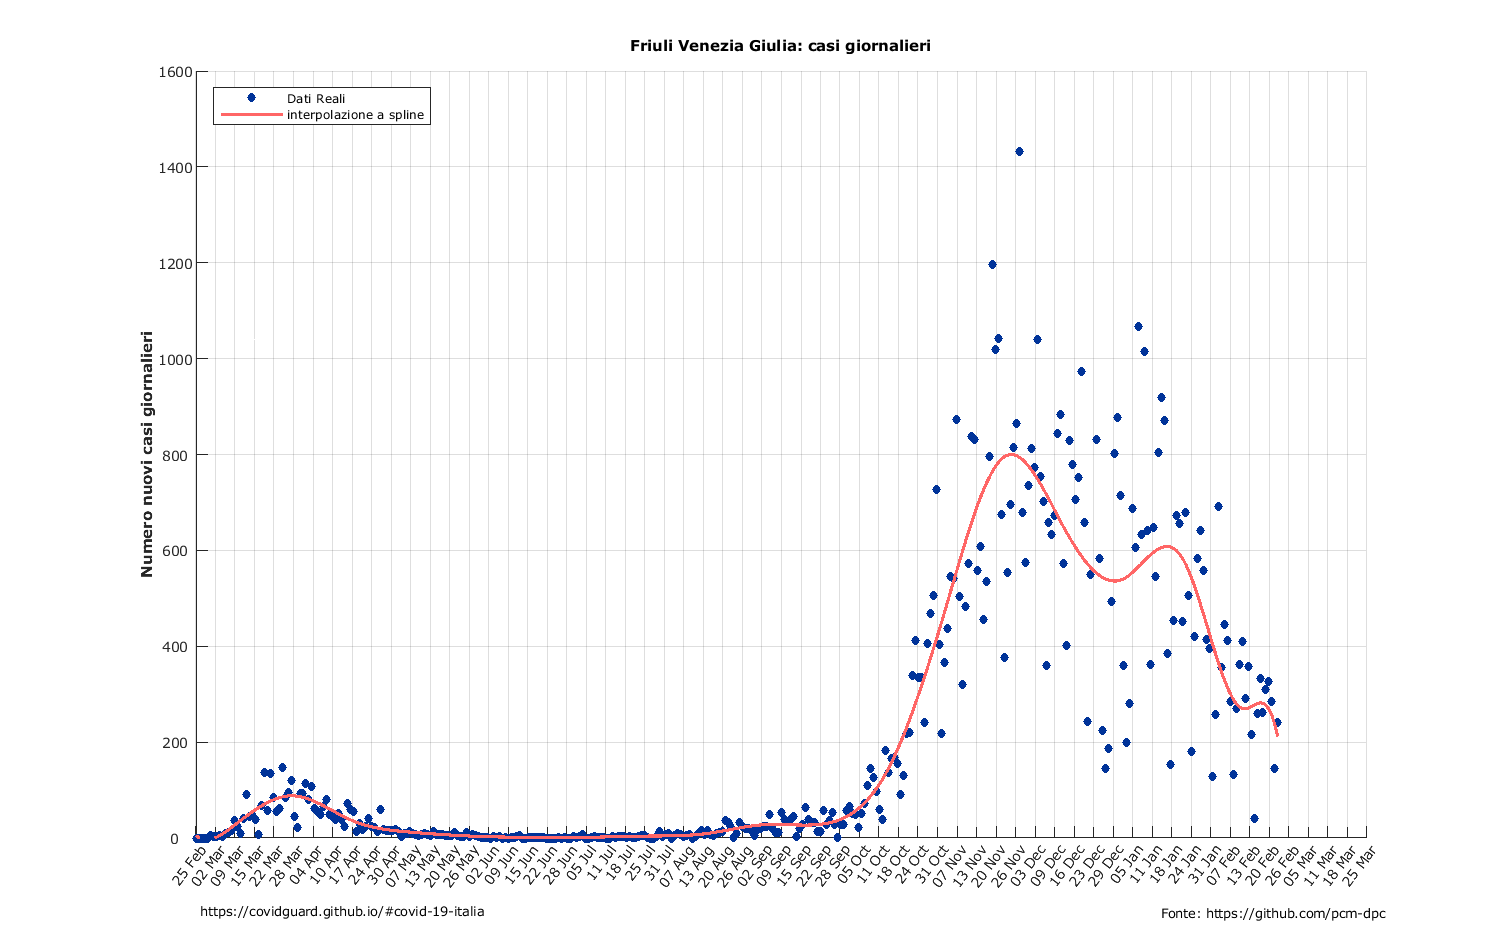 Friuli Venezia Giulia: casi giornalieri
Dati Reali
interpolazione a spline
Numero nuovi casi giornalieri
1600
1400
1200
1000
800
600
400
200
0
25 Feb
02 Mar
09 Mar
15 Mar
22 Mar
28 Mar
04 Apr
10 Apr
17 Apr
24 Apr
30 Apr
07 May
13 May
20 May
26 May
02 Jun
09 Jun
15 Jun
22 Jun
28 Jun
05 Jul
11 Jul
18 Jul
25 Jul
31 Jul
07 Aug
13 Aug
20 Aug
26 Aug
02 Sep
09 Sep
15 Sep
22 Sep
28 Sep
05 Oct
11 Oct
18 Oct
24 Oct
31 Oct
31 Nov
07 Nov
13 Nov
20 Nov
26 Dec
03 Dec
09 Dec
16 Dec
23 Dec
29 Jan
05 Jan
11 Jan
18 Jan
24 Jan
31 Feb
07 Feb
13 Feb
20 Feb
26 Mar
05 Mar
11 Mar
18 Mar
25 Mar
https://covidguard.github.io/#covid-19-italia
Fonte: https://github.com/pcm-dpc